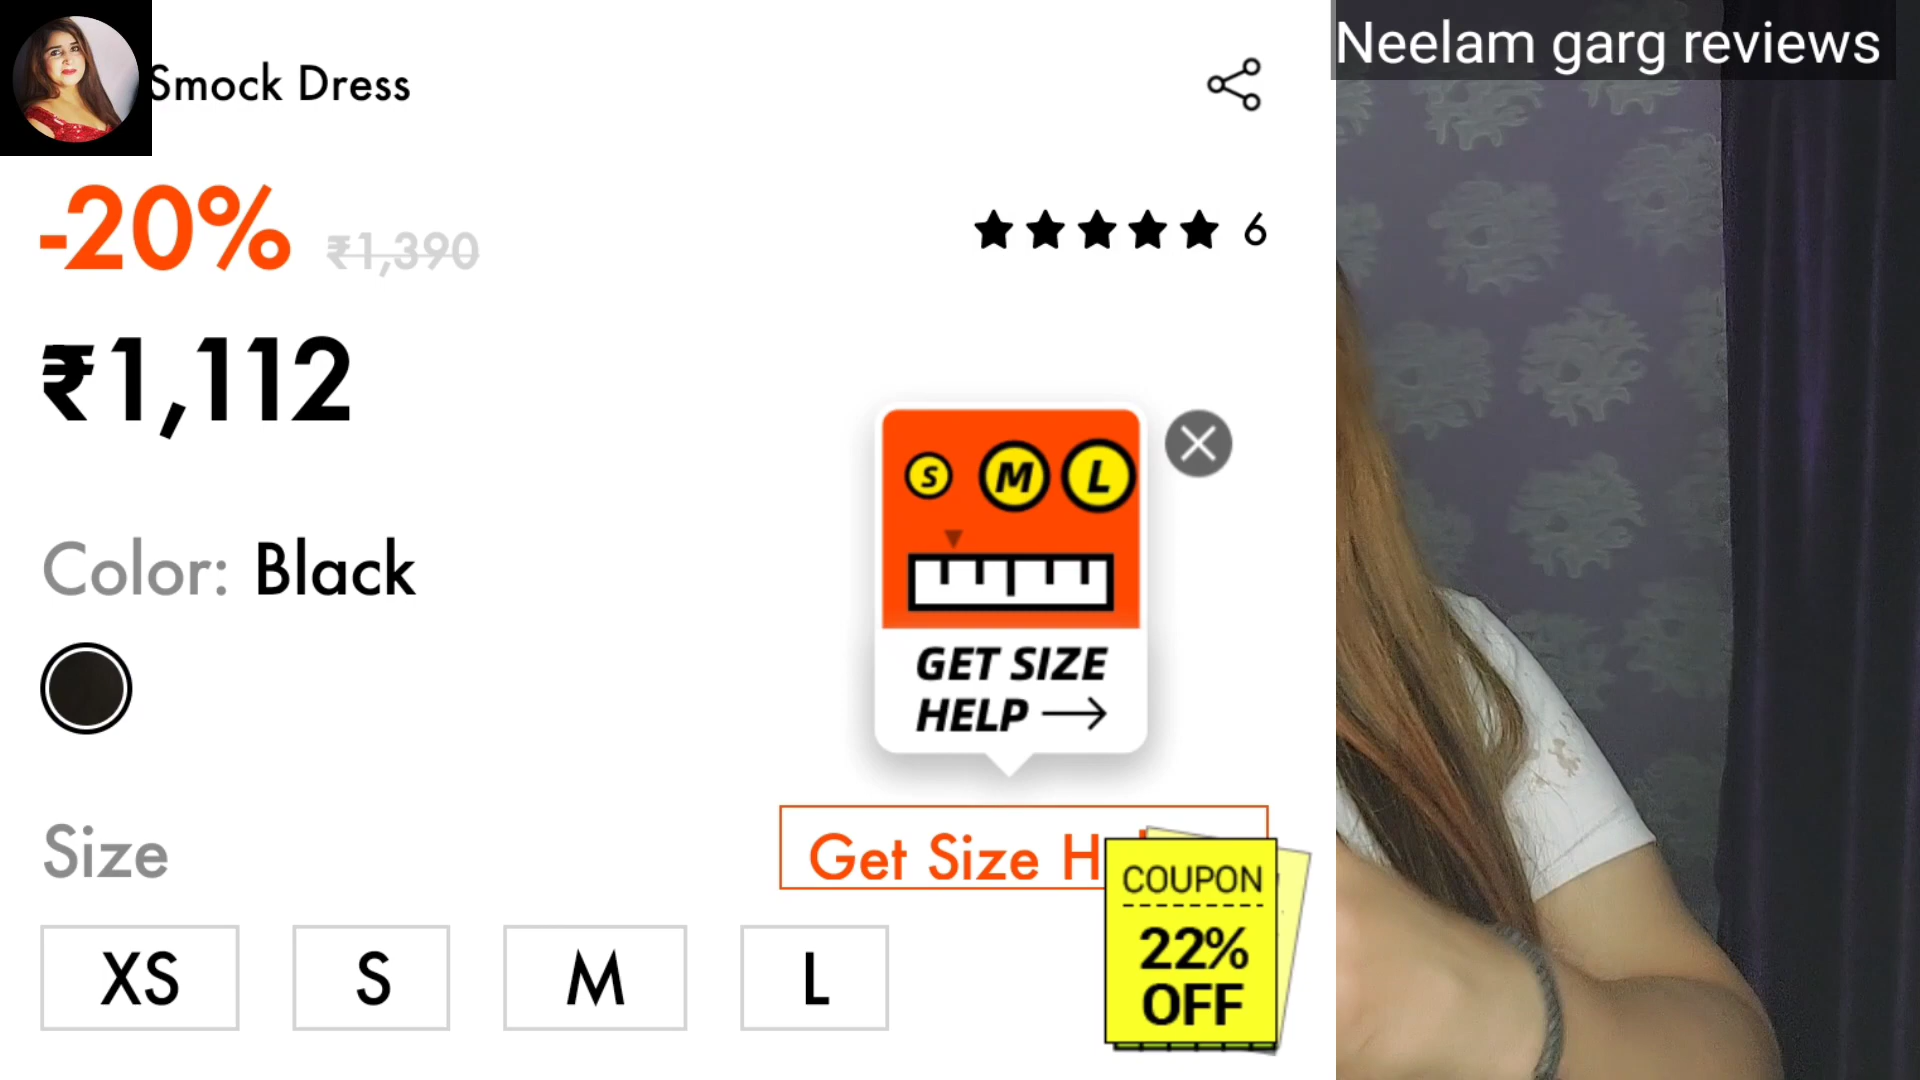 Neelam garg reviews
Smock Dress
-20% ₹1,390
6
₹1,112
Color: Black
S M L
GET SIZE
HELP →
Size
Get Size H
COUPON
22%
OFF
XS S M L